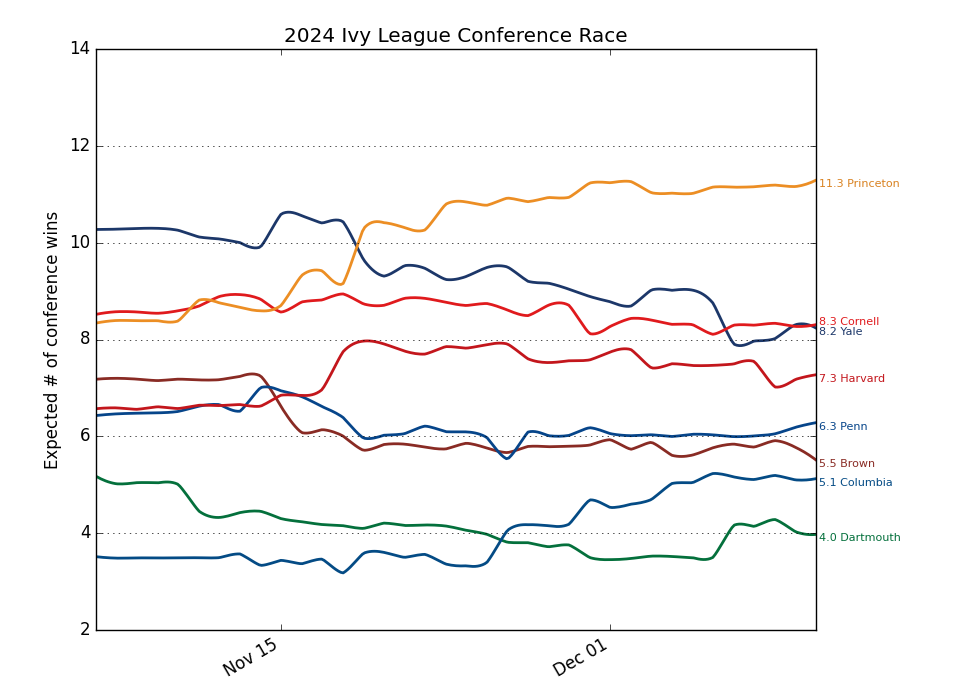 2024 Ivy League Conference Race
Expected # of conference wins
14
12
10
8
6
4
2
11.3 Princeton
8.3 Cornell
8.2 Yale
7.3 Harvard
6.3 Penn
5.5 Brown
5.1 Columbia
4.0 Dartmouth
Nov 15
Dec 01